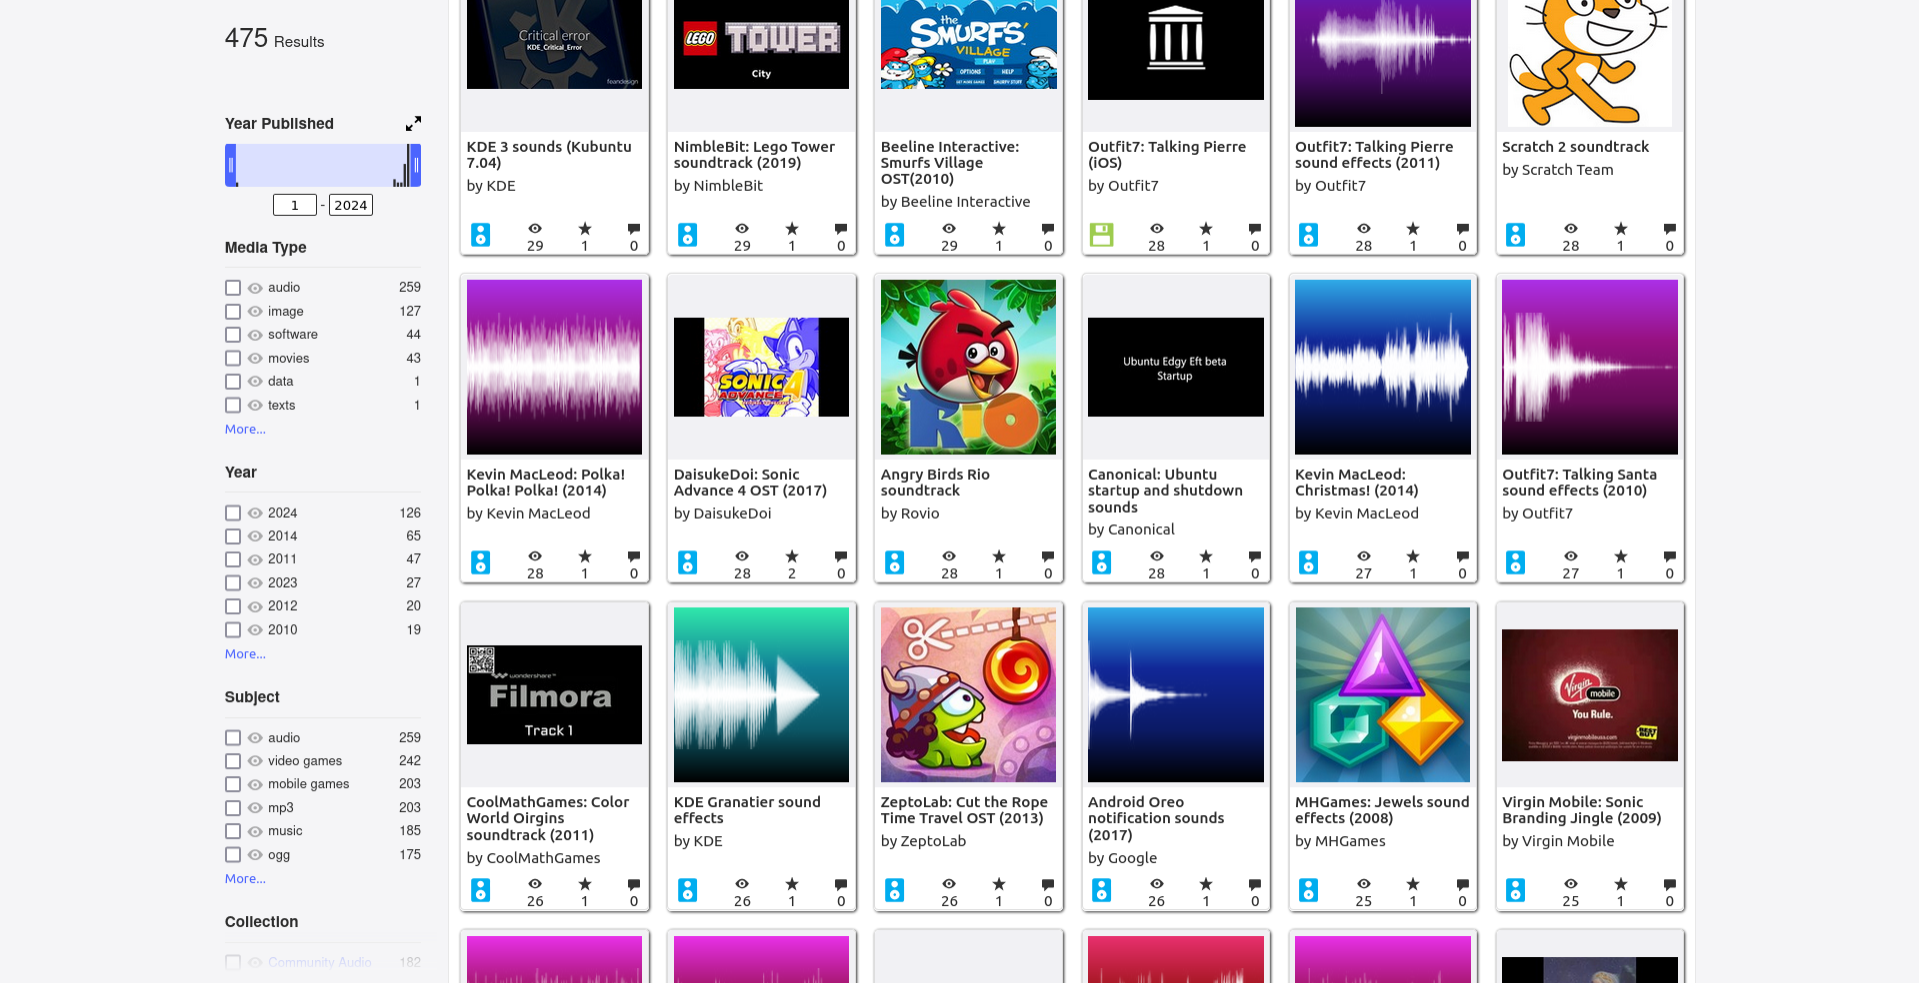 475 Results
Year Published
1 - 2024
Media Type
audio 259
image 127
software 44
movies 43
data 1
texts 1
More...
Year
2024 126
2014 65
2011 47
2023 27
2012 20
2010 19
More...
Subject
audio 259
video games 242
mobile games 203
mp3 203
music 185
ogg 175
More...
Collection
Community Audio 182
Critical error
KDE_Critical_Error
feandesign
KDE 3 sounds (Kubuntu
7.04)
by KDE
29 1 0
LEGO TOWER
City
NimbleBit: Lego Tower
soundtrack (2019)
by NimbleBit
29 1 0
the
SMURFS'
VILLAGE
PLAY
OPTIONS HELP
Beeline Interactive:
Smurfs Village
OST(2010)
by Beeline Interactive
29 1 0
Outfit7: Talking Pierre
(iOS)
by Outfit7
28 1 0
Outfit7: Talking Pierre
sound effects (2011)
by Outfit7
28 1 0
Scratch 2 soundtrack
by Scratch Team
28 1 0
Kevin MacLeod: Polka!
Polka! Polka! (2014)
by Kevin MacLeod
28 1 0
SONIC
ADVANCE 4
DaisukeDoi: Sonic
Advance 4 OST (2017)
by DaisukeDoi
28 2 0
RIO
Angry Birds Rio
soundtrack
by Rovio
28 1 0
Ubuntu Edgy Eft beta
Startup
Canonical: Ubuntu
startup and shutdown
sounds
by Canonical
28 1 0
Kevin MacLeod:
Christmas! (2014)
by Kevin MacLeod
27 1 0
Outfit7: Talking Santa
sound effects (2010)
by Outfit7
27 1 0
wondershare™
Filmora
Track 1
CoolMathGames: Color
World Oirgins
soundtrack (2011)
by CoolMathGames
26 1 0
KDE Granatier sound
effects
by KDE
26 1 0
ZeptoLab: Cut the Rope
Time Travel OST (2013)
by ZeptoLab
26 1 0
Android Oreo
notification sounds
(2017)
by Google
26 1 0
MHGames: Jewels sound
effects (2008)
by MHGames
25 1 0
Virgin mobile
You Rule.
virginmobileusa.com
BEST BUY
Virgin Mobile: Sonic
Branding Jingle (2009)
by Virgin Mobile
25 1 0